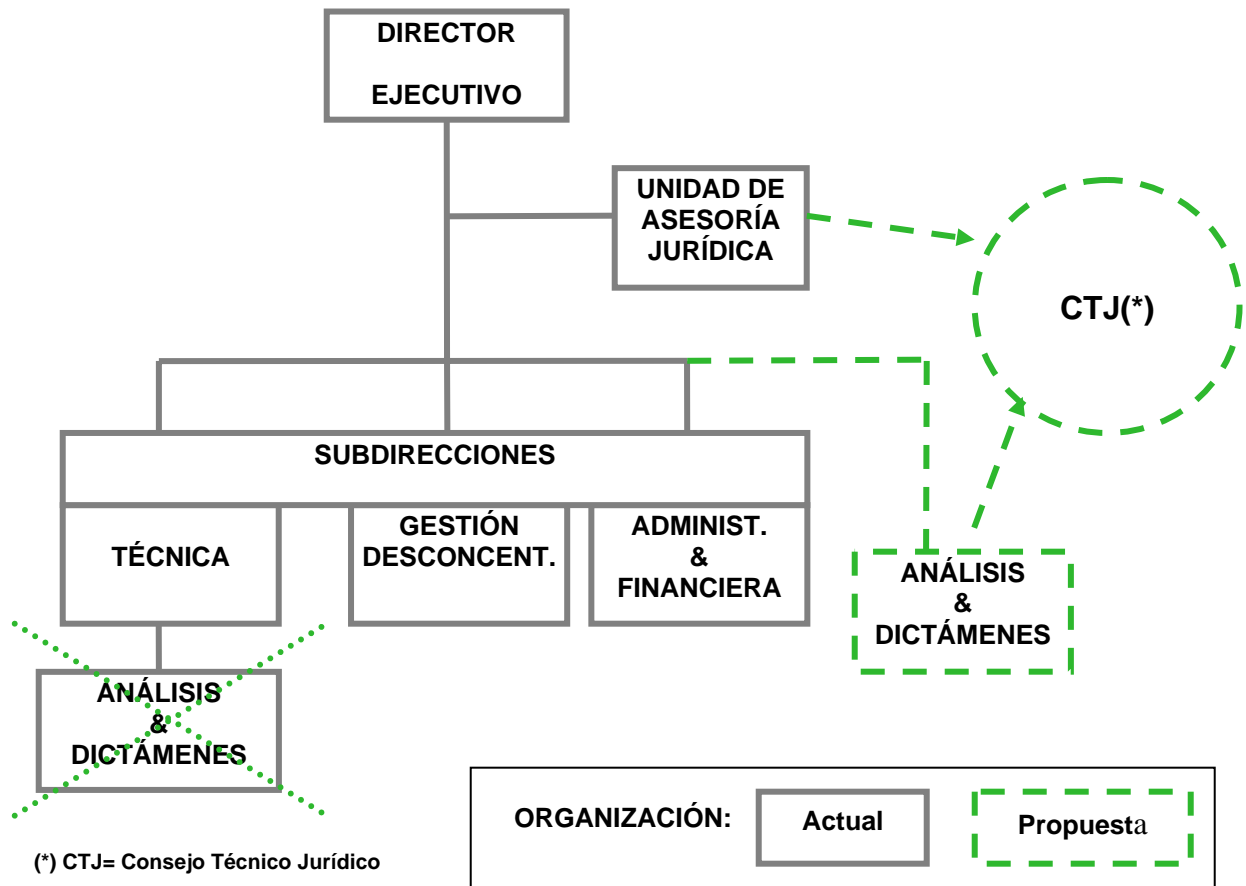 DIRECTOR
EJECUTIVO
UNIDAD DE
ASESORÍA
JURÍDICA
CTJ(*)
SUBDIRECCIONES
TÉCNICA
GESTIÓN
DESCONCENT.
ADMINIST.
&
FINANCIERA
ANÁLISIS
&
DICTÁMENES
ANÁLISIS
&
DICTÁMENES
ORGANIZACIÓN:
Actual
Propuesta
(*) CTJ= Consejo Técnico Jurídico